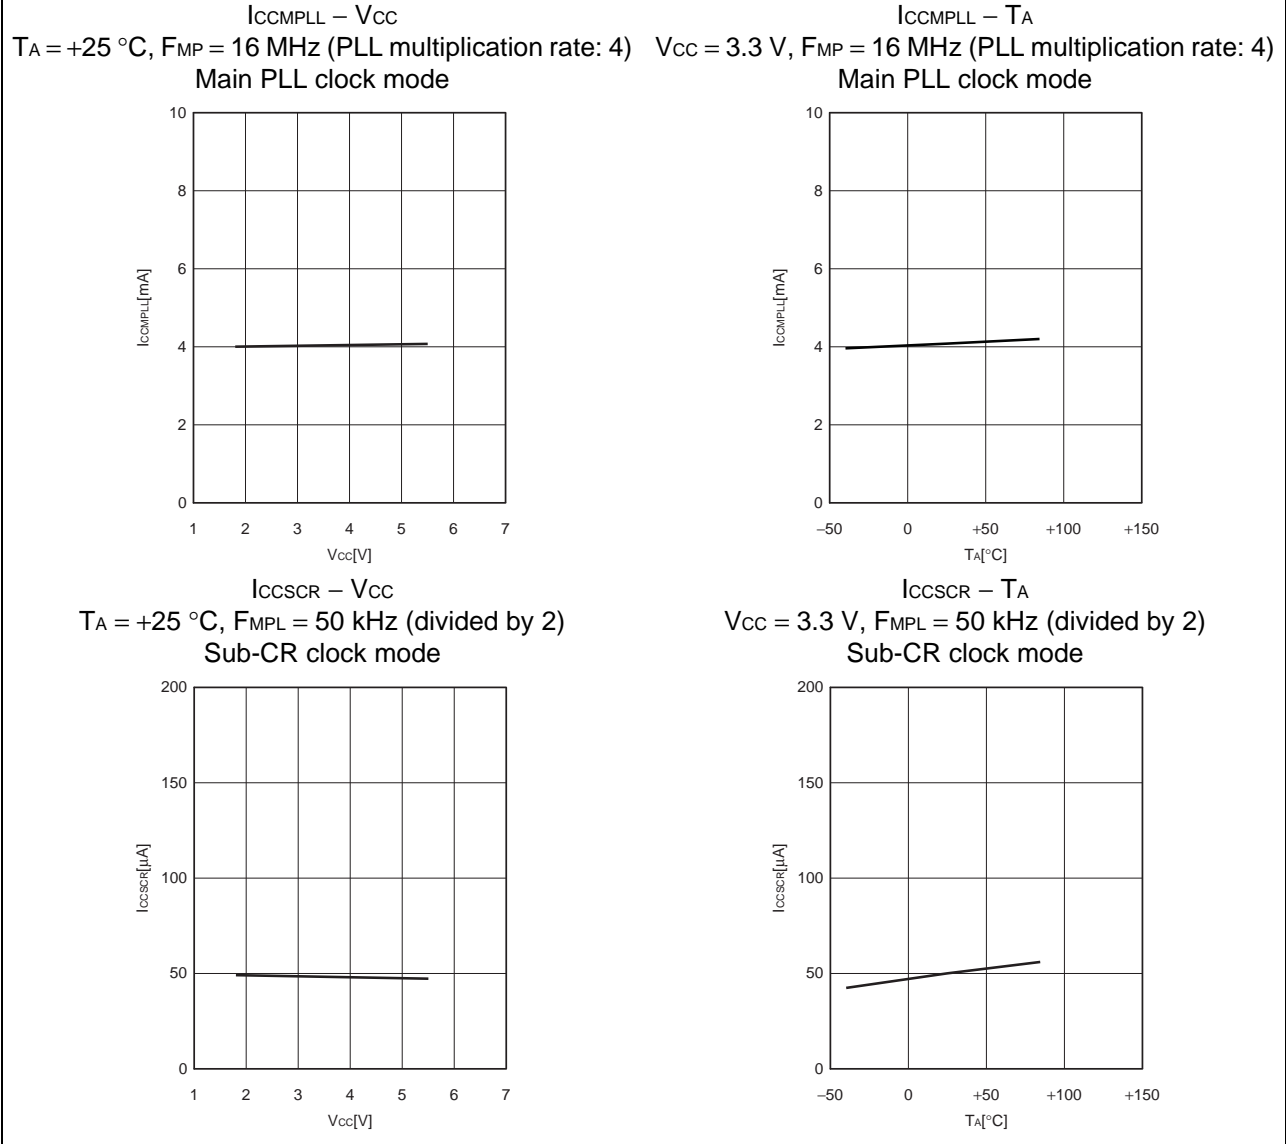 ICCMPLL − VCC
TA = +25 °C, FMP = 16 MHz (PLL multiplication rate: 4)
Main PLL clock mode
10
8
6
4
2
0
ICCMPLL[mA]
1 2 3 4 5 6 7
VCC[V]
ICCMPLL − TA
VCC = 3.3 V, FMP = 16 MHz (PLL multiplication rate: 4)
Main PLL clock mode
10
8
6
4
2
0
ICCMPLL[mA]
−50 0 +50 +100 +150
TA[°C]
ICCSCR − VCC
TA = +25 °C, FMPL = 50 kHz (divided by 2)
Sub-CR clock mode
200
150
100
50
0
ICCSCR[μA]
1 2 3 4 5 6 7
VCC[V]
ICCSCR − TA
VCC = 3.3 V, FMPL = 50 kHz (divided by 2)
Sub-CR clock mode
200
150
100
50
0
ICCSCR[μA]
−50 0 +50 +100 +150
TA[°C]